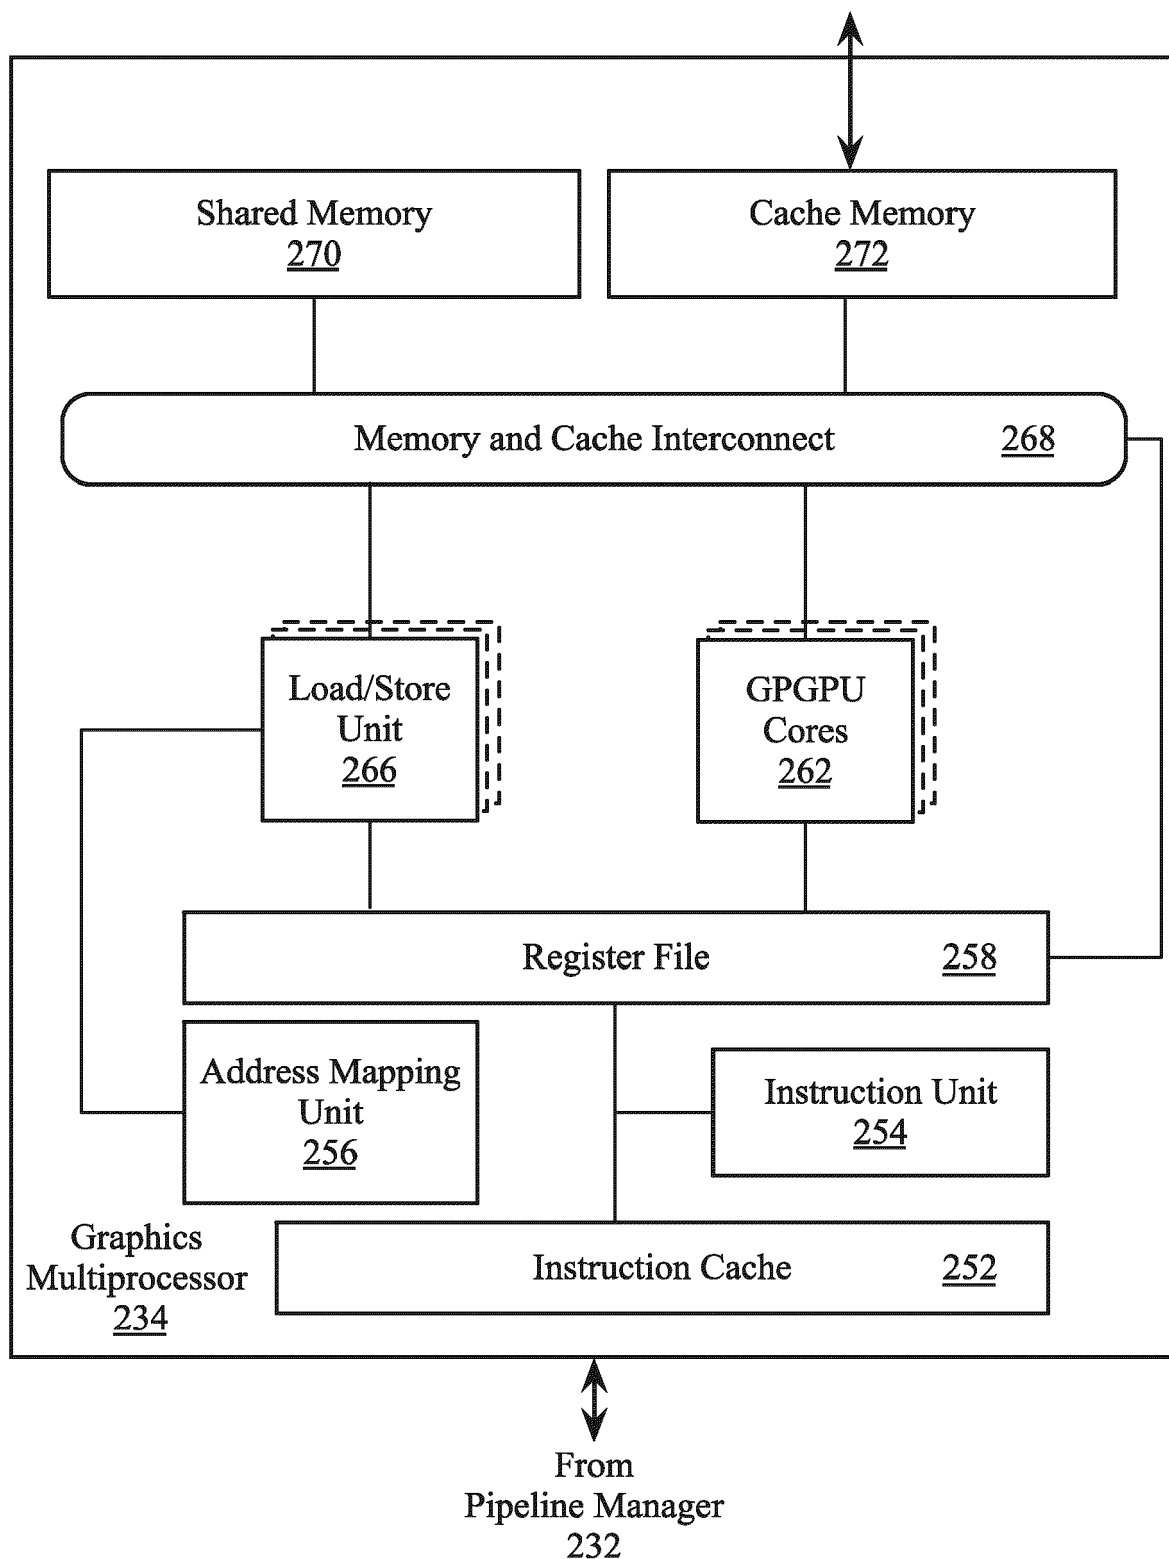 Shared Memory
270
Cache Memory
272
Memory and Cache Interconnect 268
Load/Store
Unit
266
GPGPU
Cores
262
Register File 258
Address Mapping
Unit
256
Instruction Unit
254
Graphics
Multiprocessor
234
Instruction Cache 252
From
Pipeline Manager
232